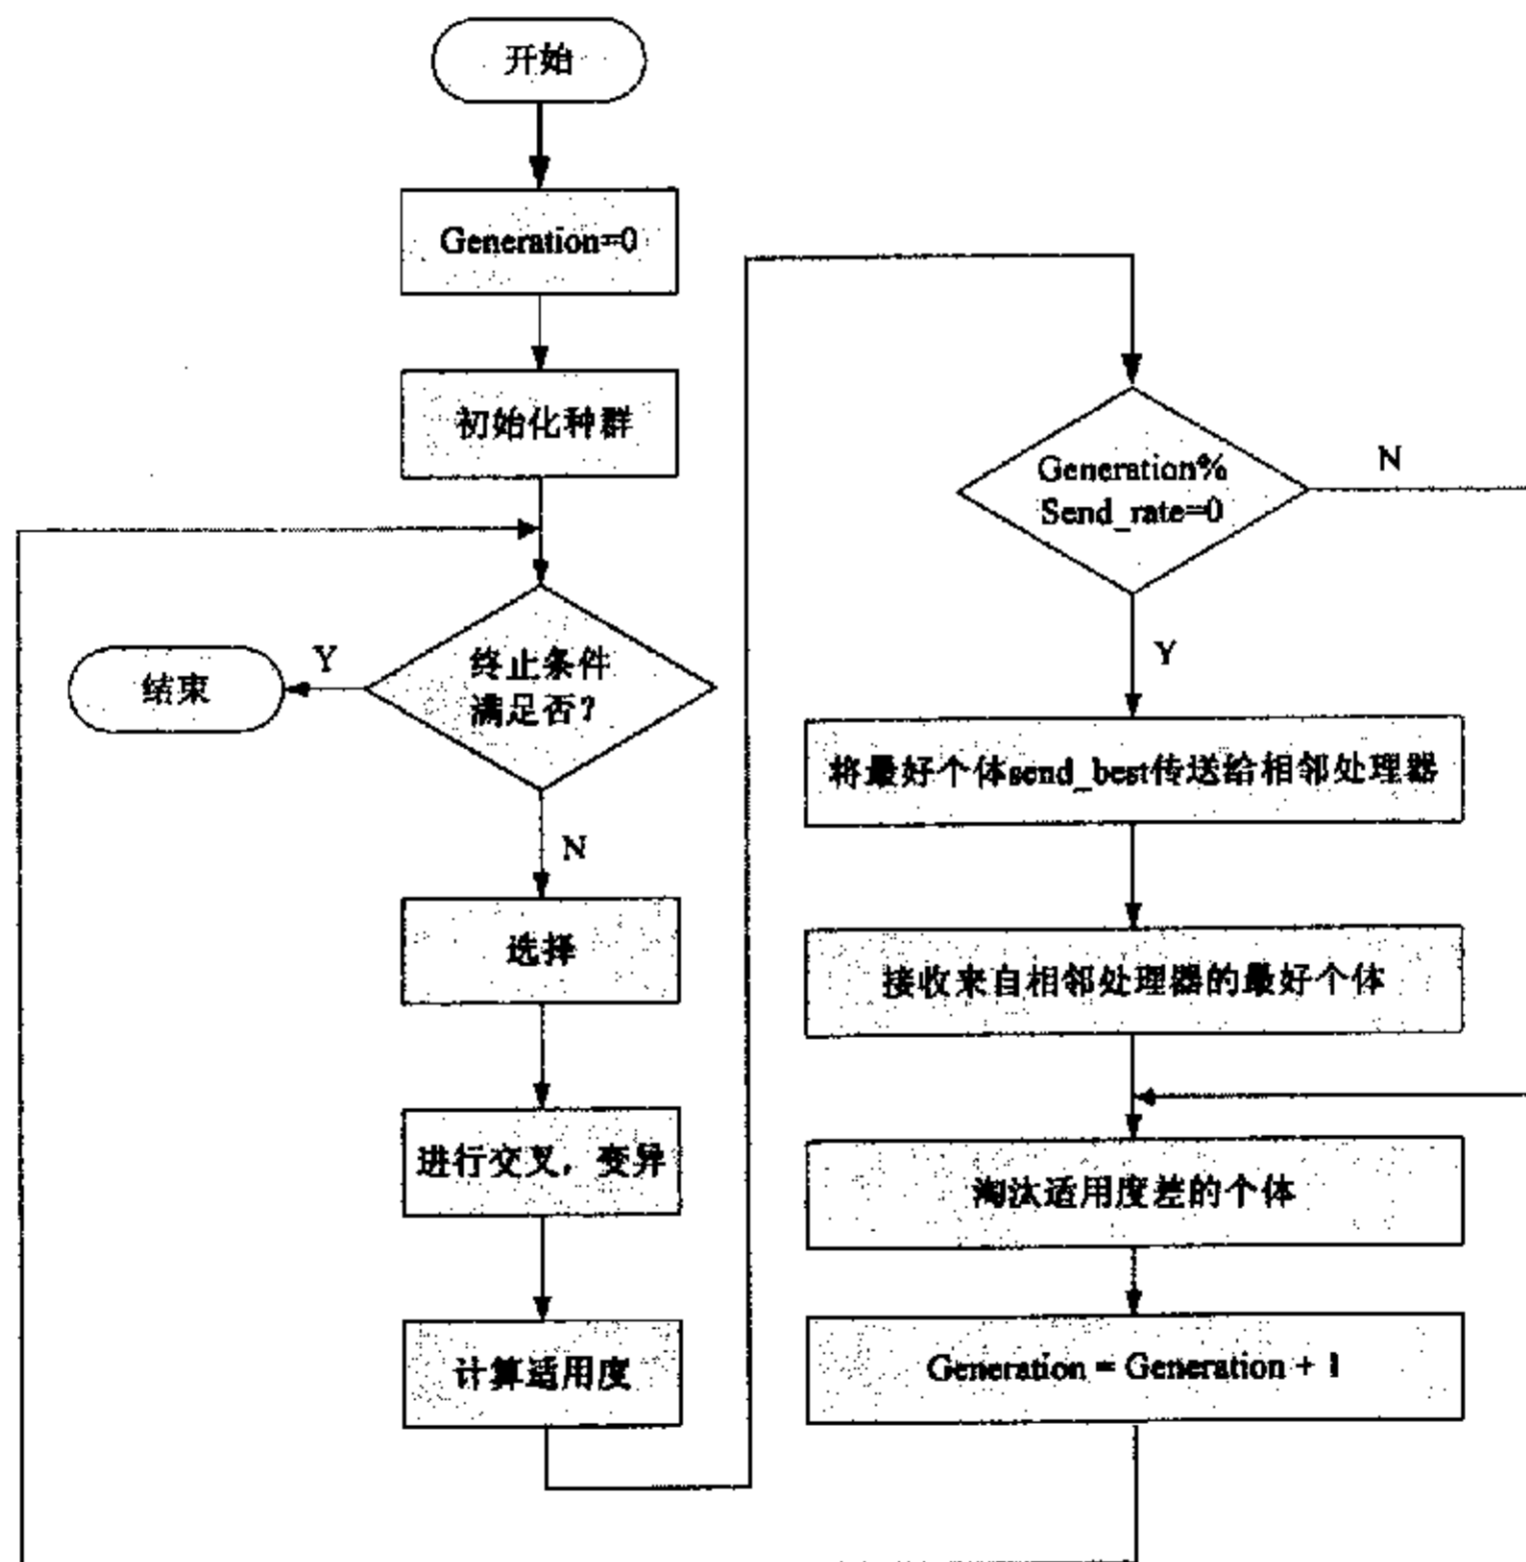 开始
Generation=0
初始化种群
终止条件
满足否?
Y
结束
N
选择
进行交叉，变异
计算适用度
Generation%
Send_rate=0
N
Y
将最好个体send_best传送给相邻处理器
接收来自相邻处理器的最好个体
淘汰适用度差的个体
Generation = Generation + 1